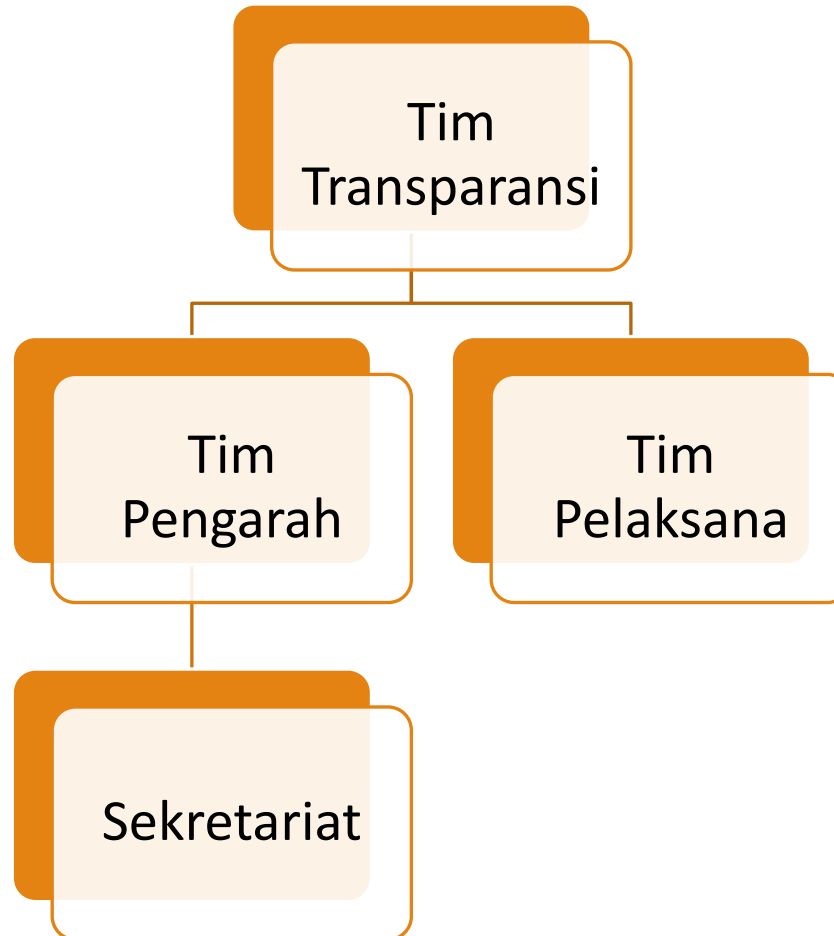 Tim
Transparansi
Tim
Pengarah
Tim
Pelaksana
Sekretariat